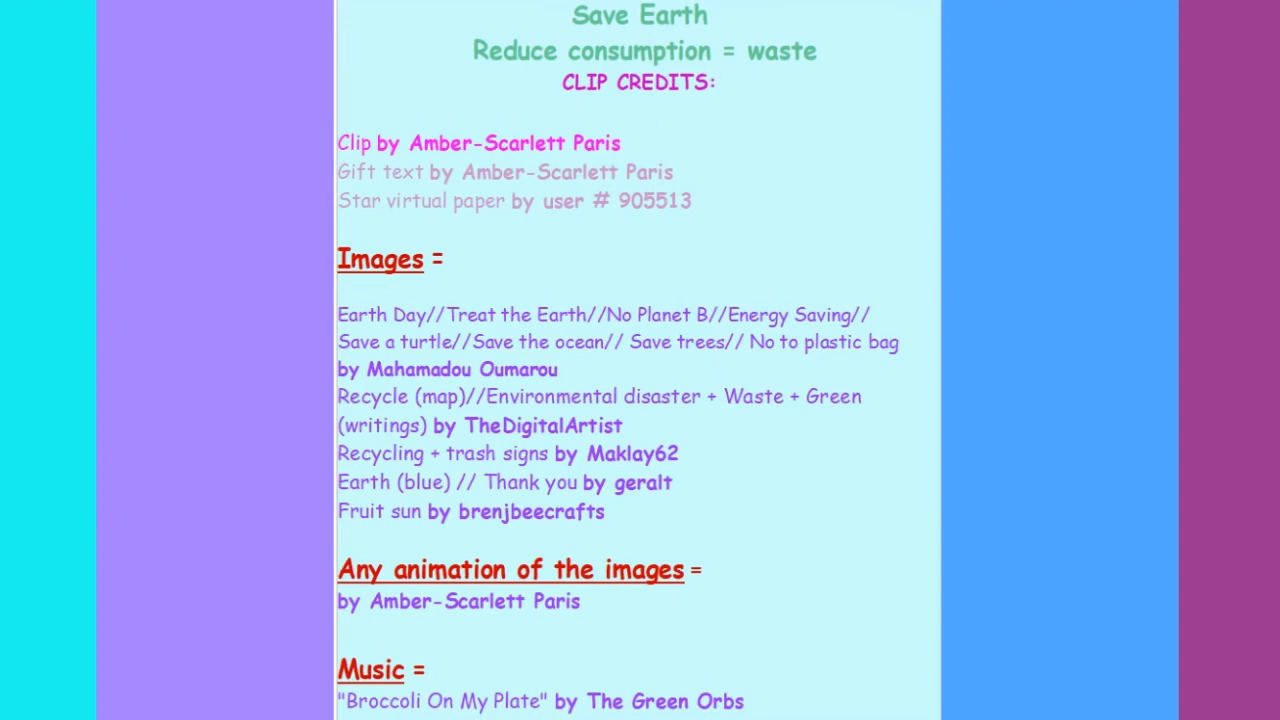 Save Earth
Reduce consumption = waste
CLIP CREDITS:
Clip by Amber-Scarlett Paris
Gift text by Amber-Scarlett Paris
Star virtual paper by user # 905513
Images =
Earth Day//Treat the Earth//No Planet B//Energy Saving//
Save a turtle//Save the ocean// Save trees// No to plastic bag
by Mahamadou Oumarou
Recycle (map)//Environmental disaster + Waste + Green
(writings) by TheDigitalArtist
Recycling + trash signs by Maklay62
Earth (blue) // Thank you by geralt
Fruit sun by brenjbeecrafts
Any animation of the images =
by Amber-Scarlett Paris
Music =
"Broccoli On My Plate" by The Green Orbs